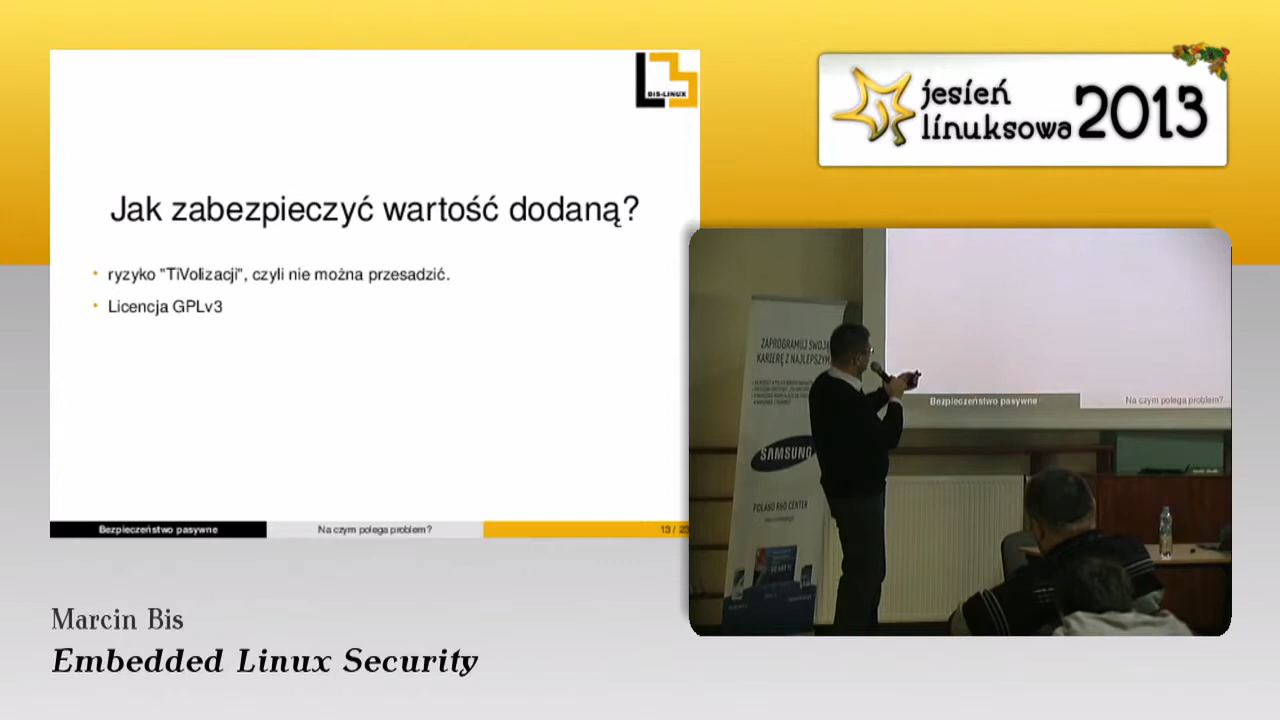 BIS-LINUX
Jak zabezpieczyć wartość dodaną?
• ryzyko "TiVolizacji", czyli nie można przesadzić.
• Licencja GPLv3
Bezpieczeństwo pasywne
Na czym polega problem?
13 / 23
jesień
linuksowa 2013
ZAPROGRAMUJ SWOJĄ
KARIERĘ Z NAJLEPSZYM
SAMSUNG
POLAND R&D CENTER
Bezpieczeństwo pasywne
Na czym polega problem?
Marcin Bis
Embedded Linux Security